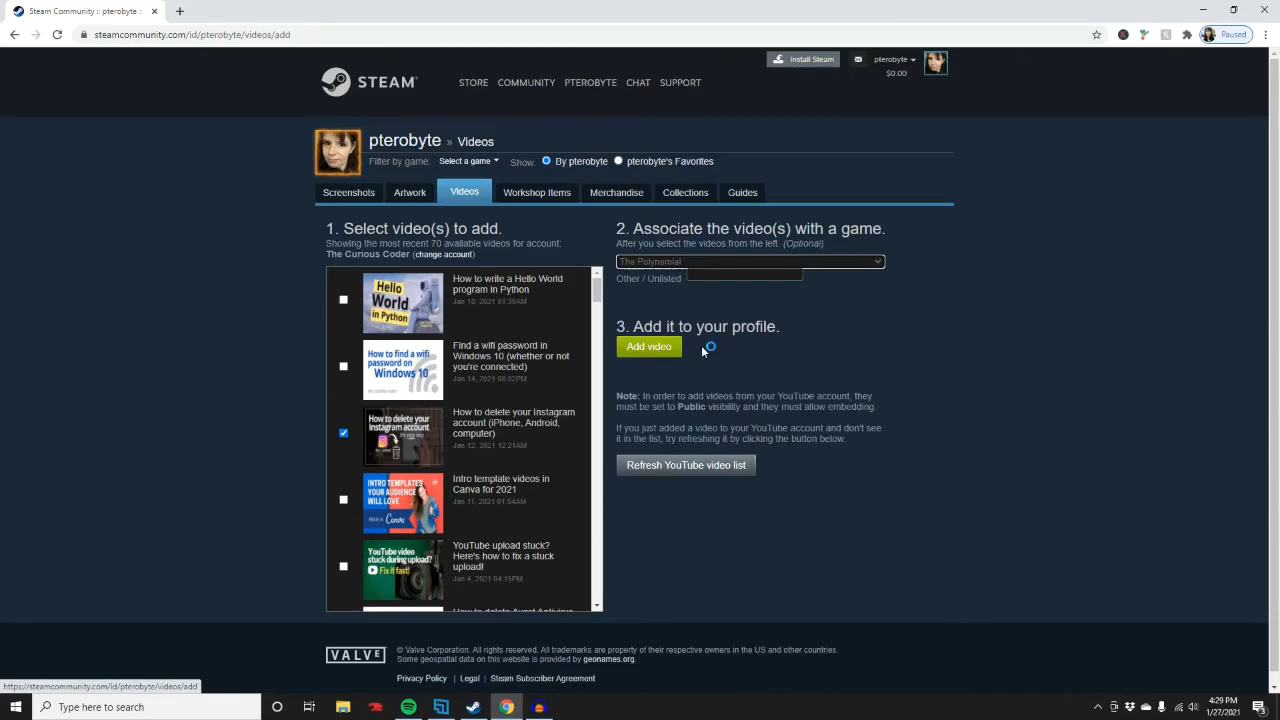 Steam Community :: pterobyte ::
steamcommunity.com/id/pterobyte/videos/add
Paused
Install Steam
pterobyte
$0.00
STEAM
STORE COMMUNITY PTEROBYTE CHAT SUPPORT
pterobyte » Videos
Filter by game: Select a game Show: By pterobyte pterobyte's Favorites
Screenshots Artwork Videos Workshop Items Merchandise Collections Guides
1. Select video(s) to add.
Showing the most recent 70 available videos for account:
The Curious Coder (change account)
Hello World in Python
How to write a Hello World
program in Python
Jan 18, 2021 01:39AM
How to find a wifi
password on
Windows 10
Find a wifi password in
Windows 10 (whether or not
you're connected)
Jan 14, 2021 08:02PM
How to delete your
Instagram
account
How to delete your Instagram
account (iPhone, Android,
computer)
Jan 12, 2021 12:21AM
INTRO TEMPLATES
YOUR AUDIENCE
WILL LOVE
Made in Canva
Intro template videos in
Canva for 2021
Jan 11, 2021 01:54AM
YouTube video
stuck during upload?
Fix it fast!
YouTube upload stuck?
Here's how to fix a stuck
upload!
Jan 4, 2021 04:15PM
How to delete Avast Antivirus
2. Associate the video(s) with a game.
After you select the videos from the left. (Optional)
The Polynomial
Other / Unlisted
3. Add it to your profile.
Add video
Note: In order to add videos from your YouTube account, they
must be set to Public visibility and they must allow embedding.
If you just added a video to your YouTube account and don't see
it in the list, try refreshing it by clicking the button below.
Refresh YouTube video list
VALVE
© Valve Corporation. All rights reserved. All trademarks are property of their respective owners in the US and other countries.
Some geospatial data on this website is provided by geonames.org.
Privacy Policy | Legal | Steam Subscriber Agreement
https://steamcommunity.com/id/pterobyte/videos/add
Type here to search
4:29 PM
1/27/2021